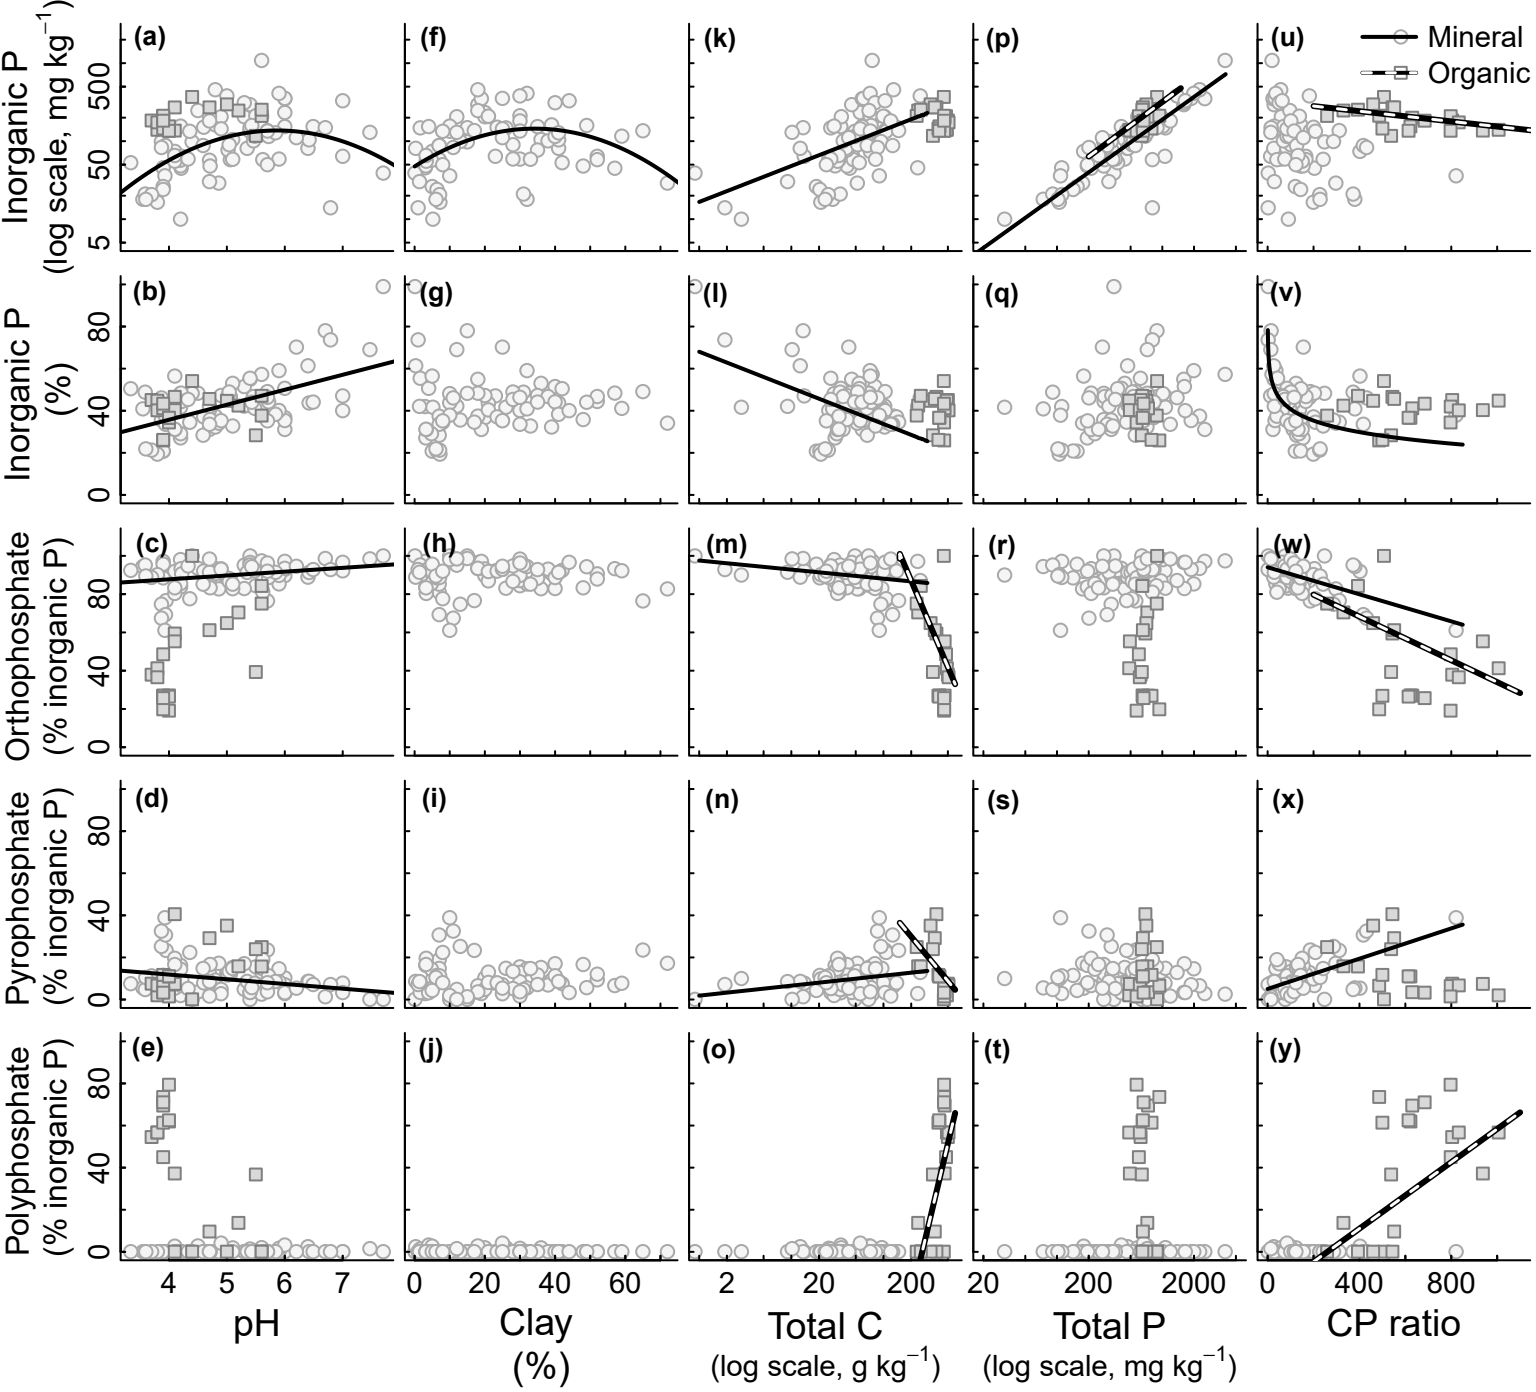 (a) (f) (k) (p) (u)
Mineral
Organic
Inorganic P
(log scale, mg kg⁻¹)
500
50
5
(b) (g) (l) (q) (v)
Inorganic P
(%)
80
40
0
(c) (h) (m) (r) (w)
Orthophosphate
(% inorganic P)
80
40
0
(d) (i) (n) (s) (x)
Pyrophosphate
(% inorganic P)
80
40
0
(e) (j) (o) (t) (y)
Polyphosphate
(% inorganic P)
80
40
0
4 5 6 7 0 20 40 60 2 20 200 20 200 2000 0 400 800
pH Clay Total C Total P CP ratio
(%) (log scale, g kg⁻¹) (log scale, mg kg⁻¹)